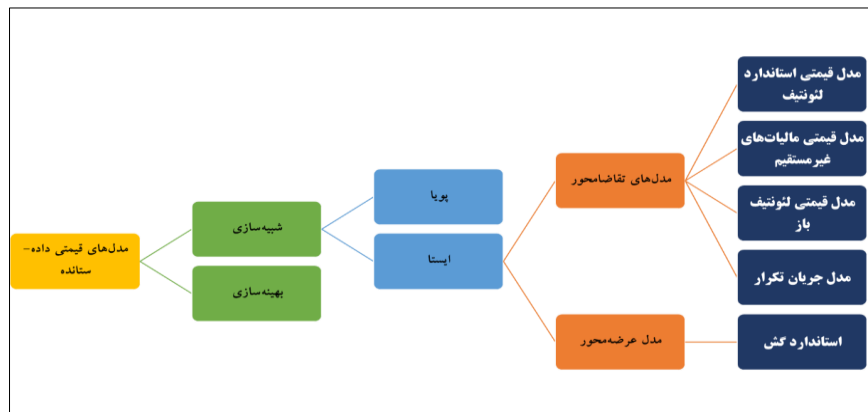 مدل‌های قیمتی داده-
ستانده
شبیه‌سازی
بهینه‌سازی
پویا
ایستا
مدل‌های تقاضامحور
مدل عرضه‌محور
مدل قیمتی استاندارد
لئونتیف
مدل قیمتی مالیات‌های
غیرمستقیم
مدل قیمتی لئونتیف
باز
مدل جریان تکرار
استاندارد گش